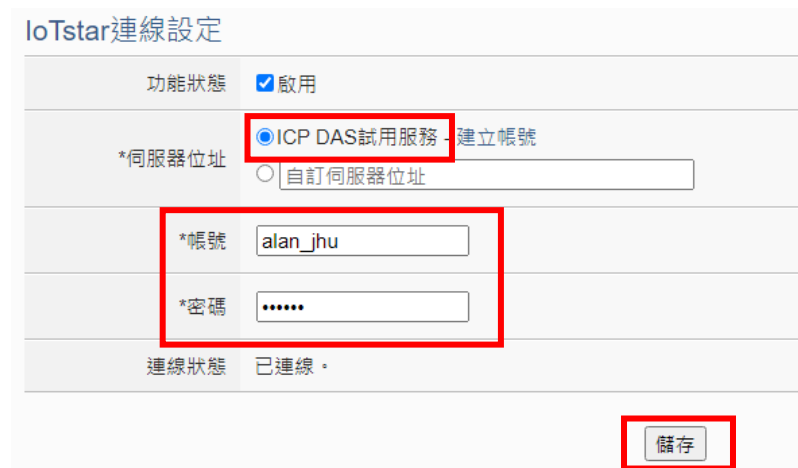 IoTstar連線設定
功能狀態 啟用
*伺服器位址 ICP DAS試用服務 - 建立帳號
自訂伺服器位址
*帳號 alan_jhu
*密碼 ••••••
連線狀態 已連線。
儲存